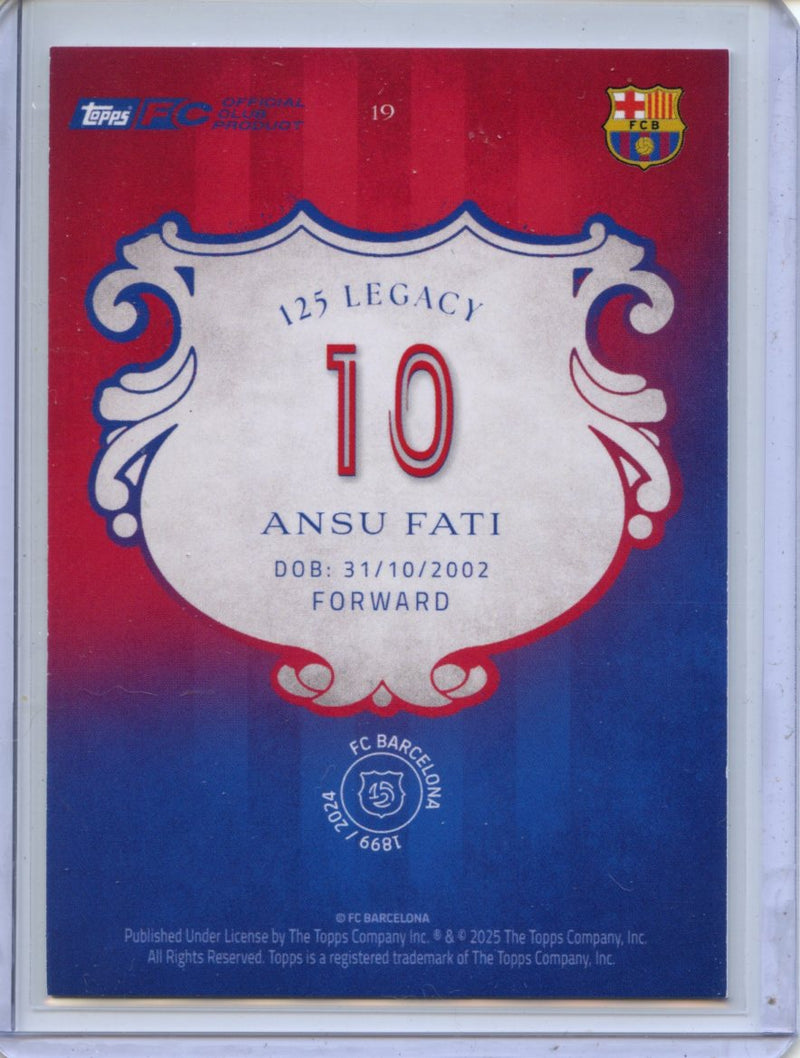 Topps FC OFFICIAL
CLUB
PRODUCT
19
FCB
125 LEGACY
10
ANSU FATI
DOB: 31/10/2002
FORWARD
FC BARCELONA
125
1899 / 2024
© FC BARCELONA
Published Under License by The Topps Company Inc. ® & © 2025 The Topps Company, Inc.
All Rights Reserved. Topps is a registered trademark of The Topps Company, Inc.